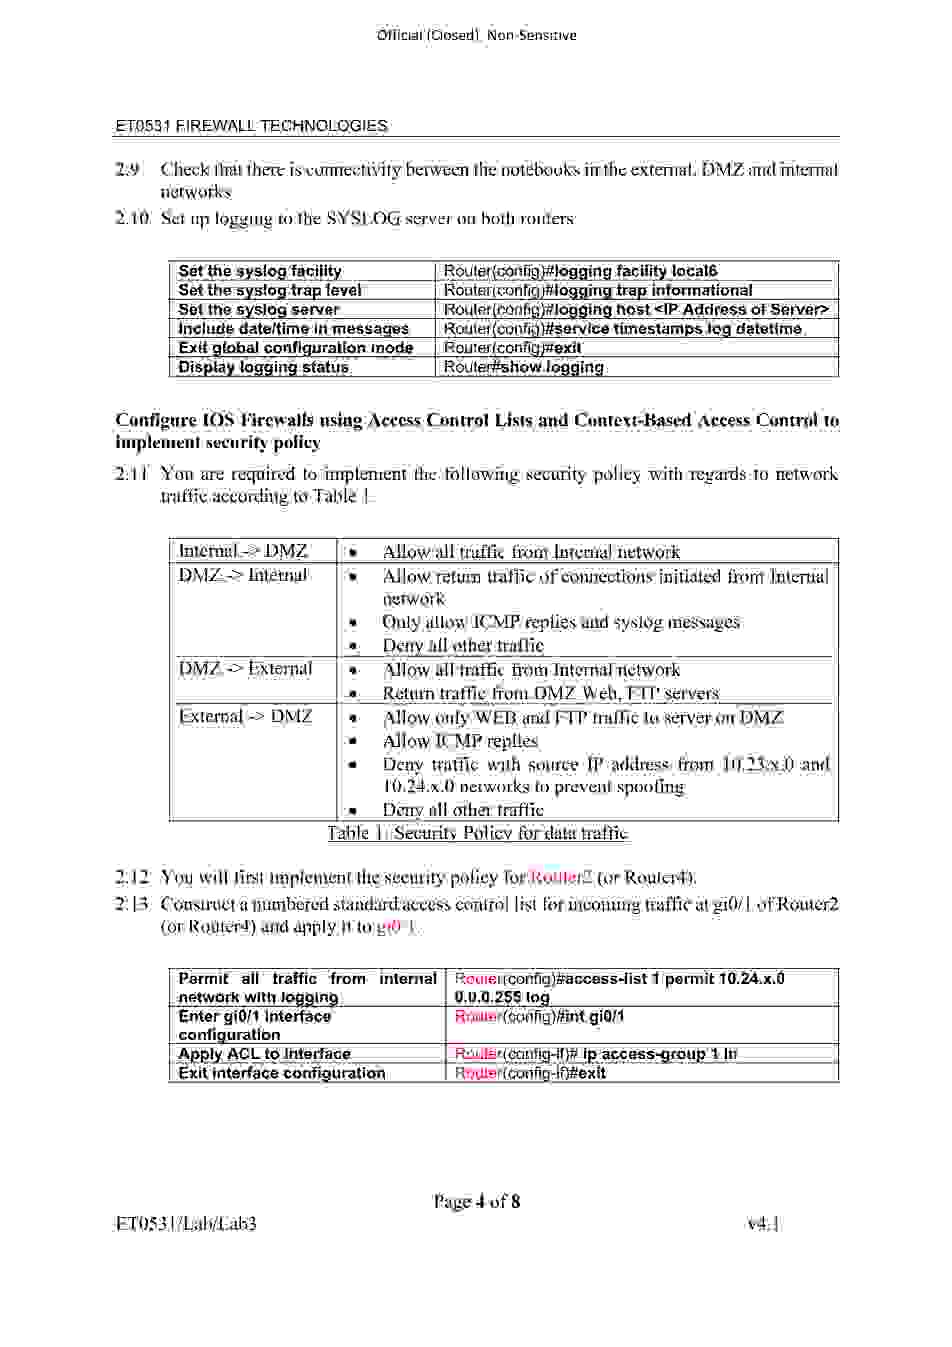 Official (Closed), Non-Sensitive
ET0531 FIREWALL TECHNOLOGIES
2.9 Check that there is connectivity between the notebooks in the external, DMZ and internal
networks
2.10 Set up logging to the SYSLOG server on both routers
Set the syslog facility Router(config)#logging facility local6
Set the syslog trap level Router(config)#logging trap informational
Set the syslog server Router(config)#logging host <IP Address of Server>
Include date/time in messages Router(config)#service timestamps log datetime
Exit global configuration mode Router(config)#exit
Display logging status Router#show logging
Configure IOS Firewalls using Access Control Lists and Context-Based Access Control to
implement security policy
2.11 You are required to implement the following security policy with regards to network
traffic according to Table 1.
Internal -> DMZ • Allow all traffic from Internal network
DMZ -> Internal • Allow return traffic of connections initiated from Internal
network
• Only allow ICMP replies and syslog messages
• Deny all other traffic
DMZ -> External • Allow all traffic from Internal network
• Return traffic from DMZ Web, FTP servers
External -> DMZ • Allow only WEB and FTP traffic to server on DMZ
• Allow ICMP replies
• Deny traffic with source IP address from 10.23.x.0 and
10.24.x.0 networks to prevent spoofing
• Deny all other traffic
Table 1: Security Policy for data traffic
2.12 You will first implement the security policy for Router2 (or Router4).
2.13 Construct a numbered standard access control list for incoming traffic at gi0/1 of Router2
(or Router4) and apply it to gi0/1.
Permit all traffic from internal Router(config)#access-list 1 permit 10.24.x.0
network with logging 0.0.0.255 log
Enter gi0/1 interface Router(config)#int gi0/1
configuration
Apply ACL to interface Router(config-if)# ip access-group 1 in
Exit interface configuration Router(config-if)#exit
Page 4 of 8
ET0531/Lab/Lab3 v4.1